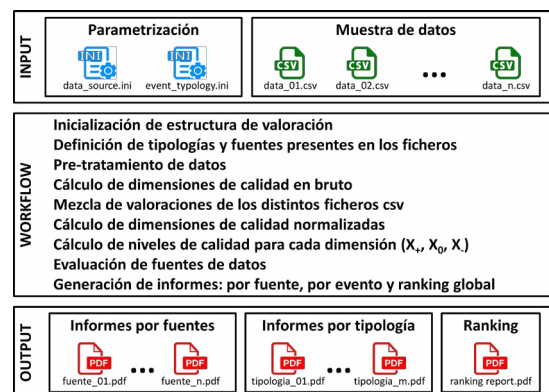 INPUT
Parametrización
INI
data_source.ini
INI
event_typology.ini
Muestra de datos
CSV
data_01.csv
CSV
data_02.csv
...
CSV
data_n.csv
WORKFLOW
Inicialización de estructura de valoración
Definición de tipologías y fuentes presentes en los ficheros
Pre-tratamiento de datos
Cálculo de dimensiones de calidad en bruto
Mezcla de valoraciones de los distintos ficheros csv
Cálculo de dimensiones de calidad normalizadas
Cálculo de niveles de calidad para cada dimensión (X+, X0, X-)
Evaluación de fuentes de datos
Generación de informes: por fuente, por evento y ranking global
OUTPUT
Informes por fuentes
PDF
fuente_01.pdf
...
PDF
fuente_n.pdf
Informes por tipología
PDF
tipologia_01.pdf
...
PDF
tipologia_m.pdf
Ranking
PDF
ranking report.pdf